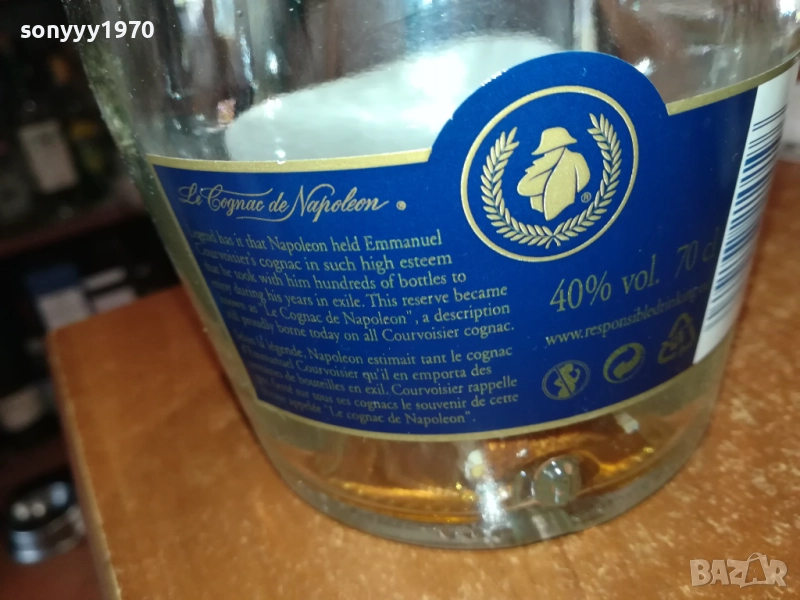 sonyyy1970
Le Cognac de Napoleon ®
Legend has it that Napoleon held Emmanuel
Courvoisier's cognac in such high esteem
that he took with him hundreds of bottles to
enjoy during his years in exile. This reserve became
known as "Le Cognac de Napoleon", a description
still proudly borne today on all Courvoisier cognac.
la légende, Napoleon estimait tant le cognac
d'Emmanuel Courvoisier qu'il en emporta des
de bouteilles en exil. Courvoisier rappelle
sur tous ses cognacs le souvenir de cette
appelée "Le cognac de Napoleon".
®
40% vol. 70 cl
www.responsibledrinking
BAZAR